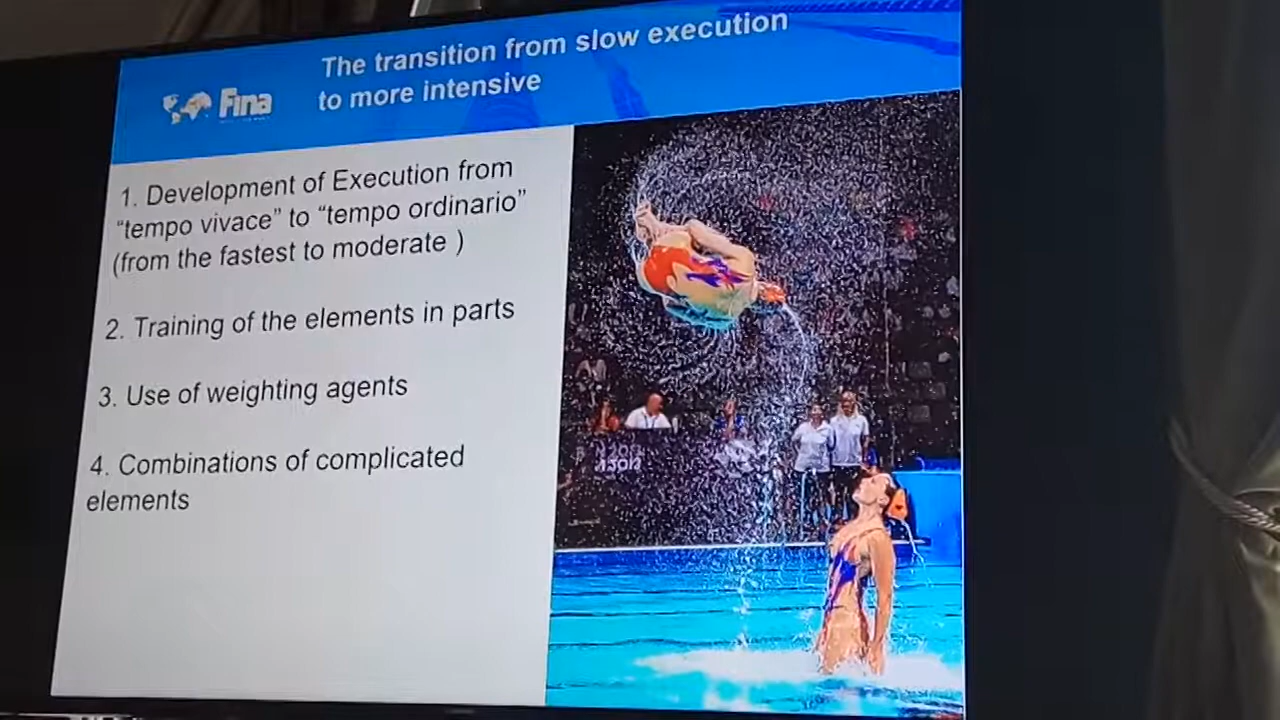 The transition from slow execution
to more intensive
Fina
1. Development of Execution from
“tempo vivace” to “tempo ordinario”
(from the fastest to moderate )
2. Training of the elements in parts
3. Use of weighting agents
4. Combinations of complicated
elements